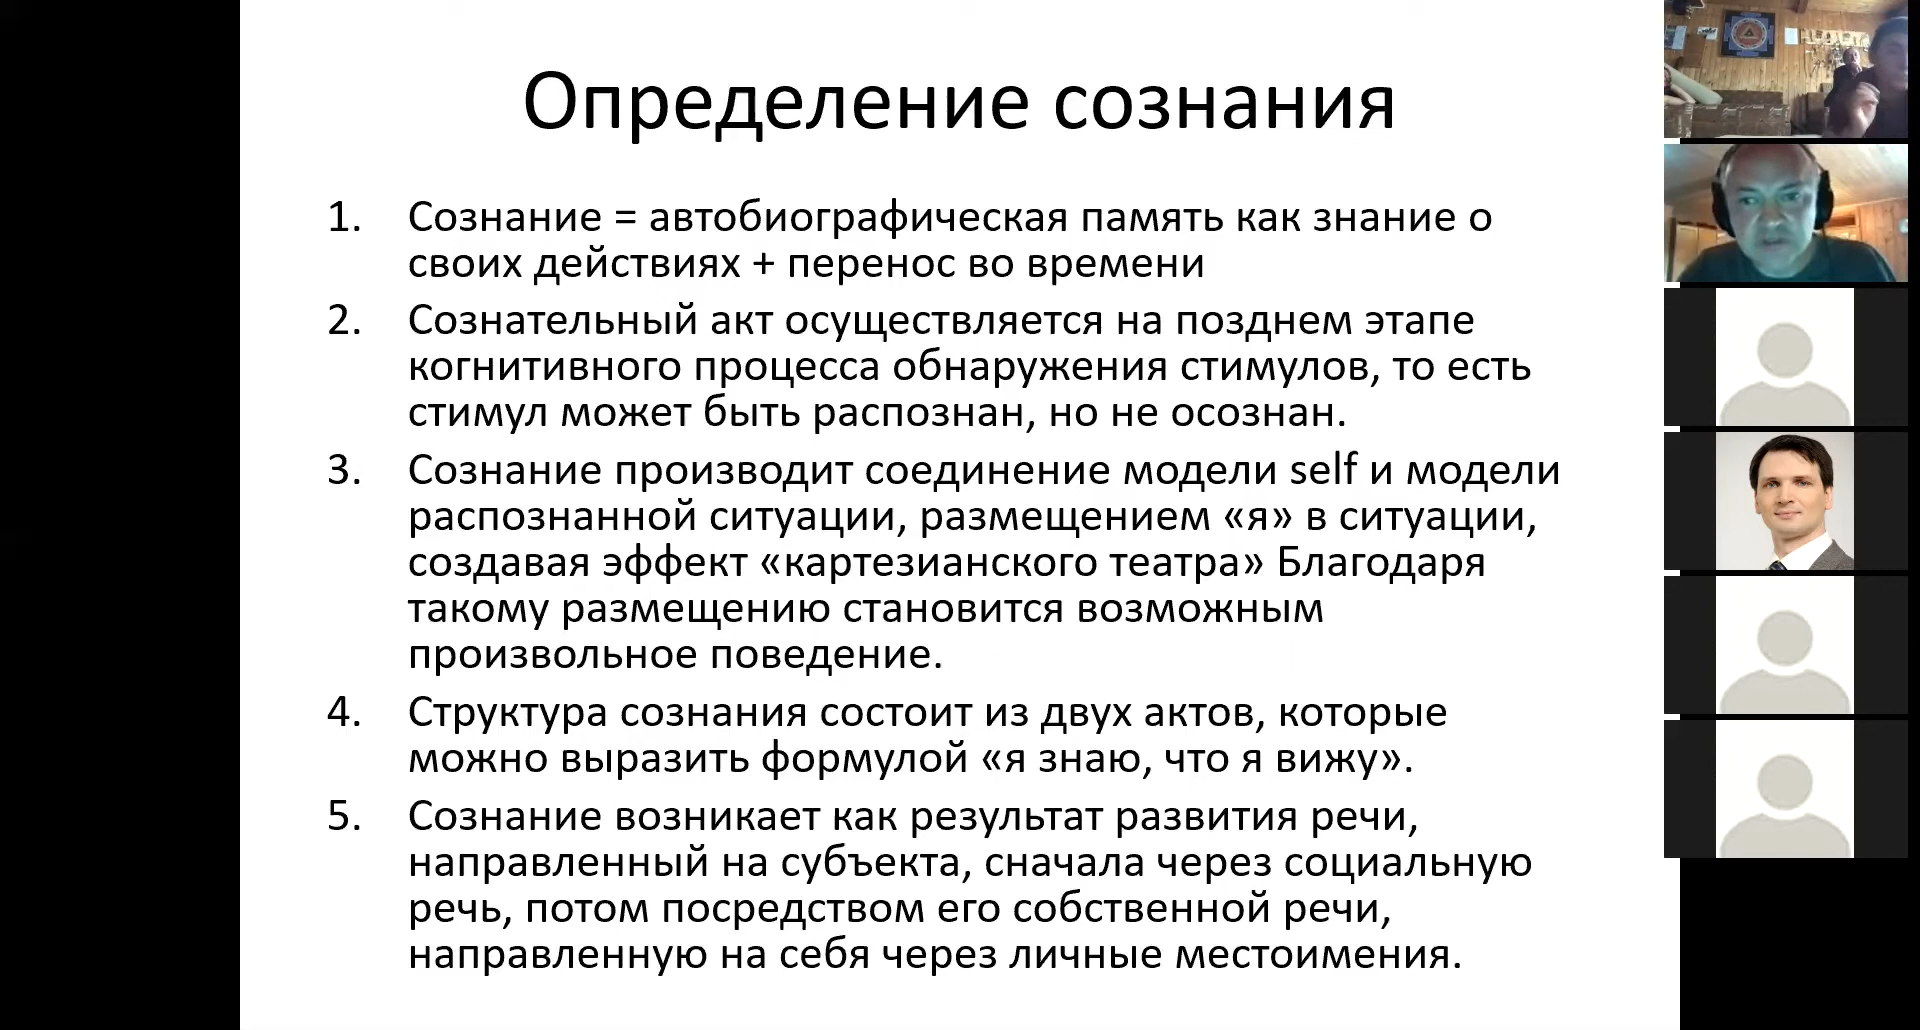 Определение сознания
1. Сознание = автобиографическая память как знание о
своих действиях + перенос во времени
2. Сознательный акт осуществляется на позднем этапе
когнитивного процесса обнаружения стимулов, то есть
стимул может быть распознан, но не осознан.
3. Сознание производит соединение модели self и модели
распознанной ситуации, размещением «я» в ситуации,
создавая эффект «картезианского театра» Благодаря
такому размещению становится возможным
произвольное поведение.
4. Структура сознания состоит из двух актов, которые
можно выразить формулой «я знаю, что я вижу».
5. Сознание возникает как результат развития речи,
направленный на субъекта, сначала через социальную
речь, потом посредством его собственной речи,
направленную на себя через личные местоимения.